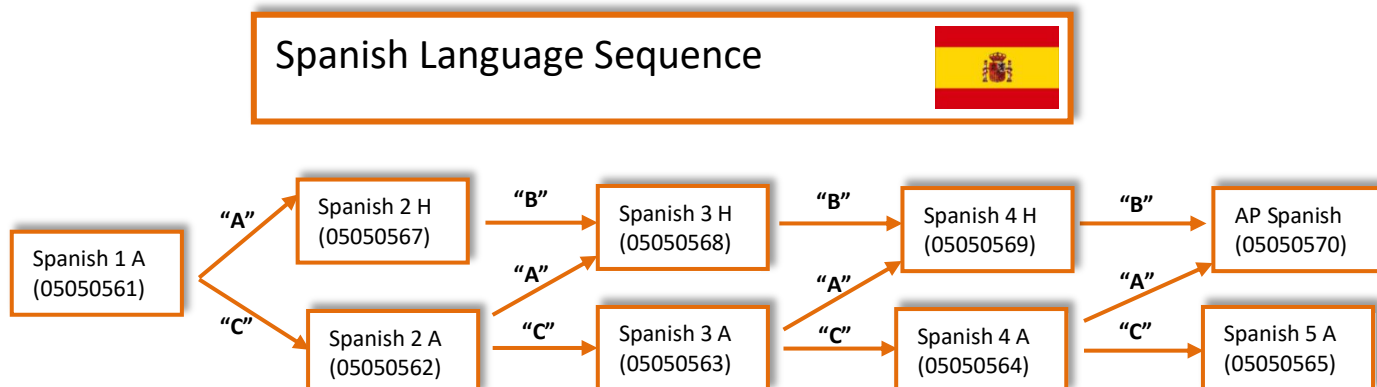 Spanish Language Sequence
Spanish 1 A
(05050561)
“A”
“C”
Spanish 2 H
(05050567)
“B”
Spanish 3 H
(05050568)
“B”
Spanish 4 H
(05050569)
“B”
AP Spanish
(05050570)
Spanish 2 A
(05050562)
“A”
“C”
Spanish 3 A
(05050563)
“A”
“C”
Spanish 4 A
(05050564)
“A”
“C”
Spanish 5 A
(05050565)